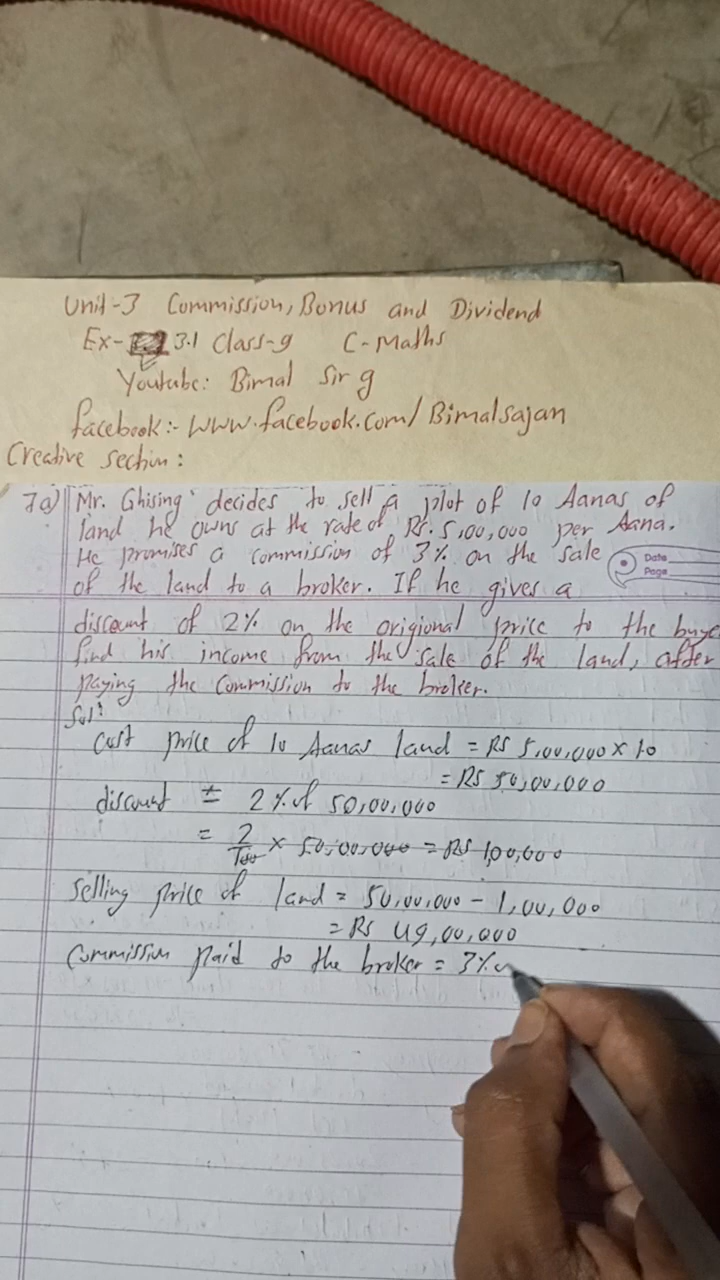 Unit-3 Commission, Bonus and Dividend
Ex- 3.1 Class-9 C-Maths
Youtube: Bimal Sir g
facebook:- www.facebook.com/Bimalsajan
Creative section:
7a) Mr. Ghising decides to sell a plot of 10 Aanas of
land he owns at the rate of Rs. 5,00,000 per Aana.
He promises a commission of 3% on the sale
Date
Page
of the land to a broker. If he gives a
discount of 2% on the origional price to the buye
find his income from the sale of the land, after
paying the commission to the broker.
Sol:
Cost price of 10 Aanas land = RS 5,00,000 × 10
= RS 50,00,000
discount = 2% of 50,00,000
= 2/100 × 50,00,000 = RS 1,00,000
Selling price of land = 50,00,000 - 1,00,000
= RS 49,00,000
Commission paid to the broker = 3%